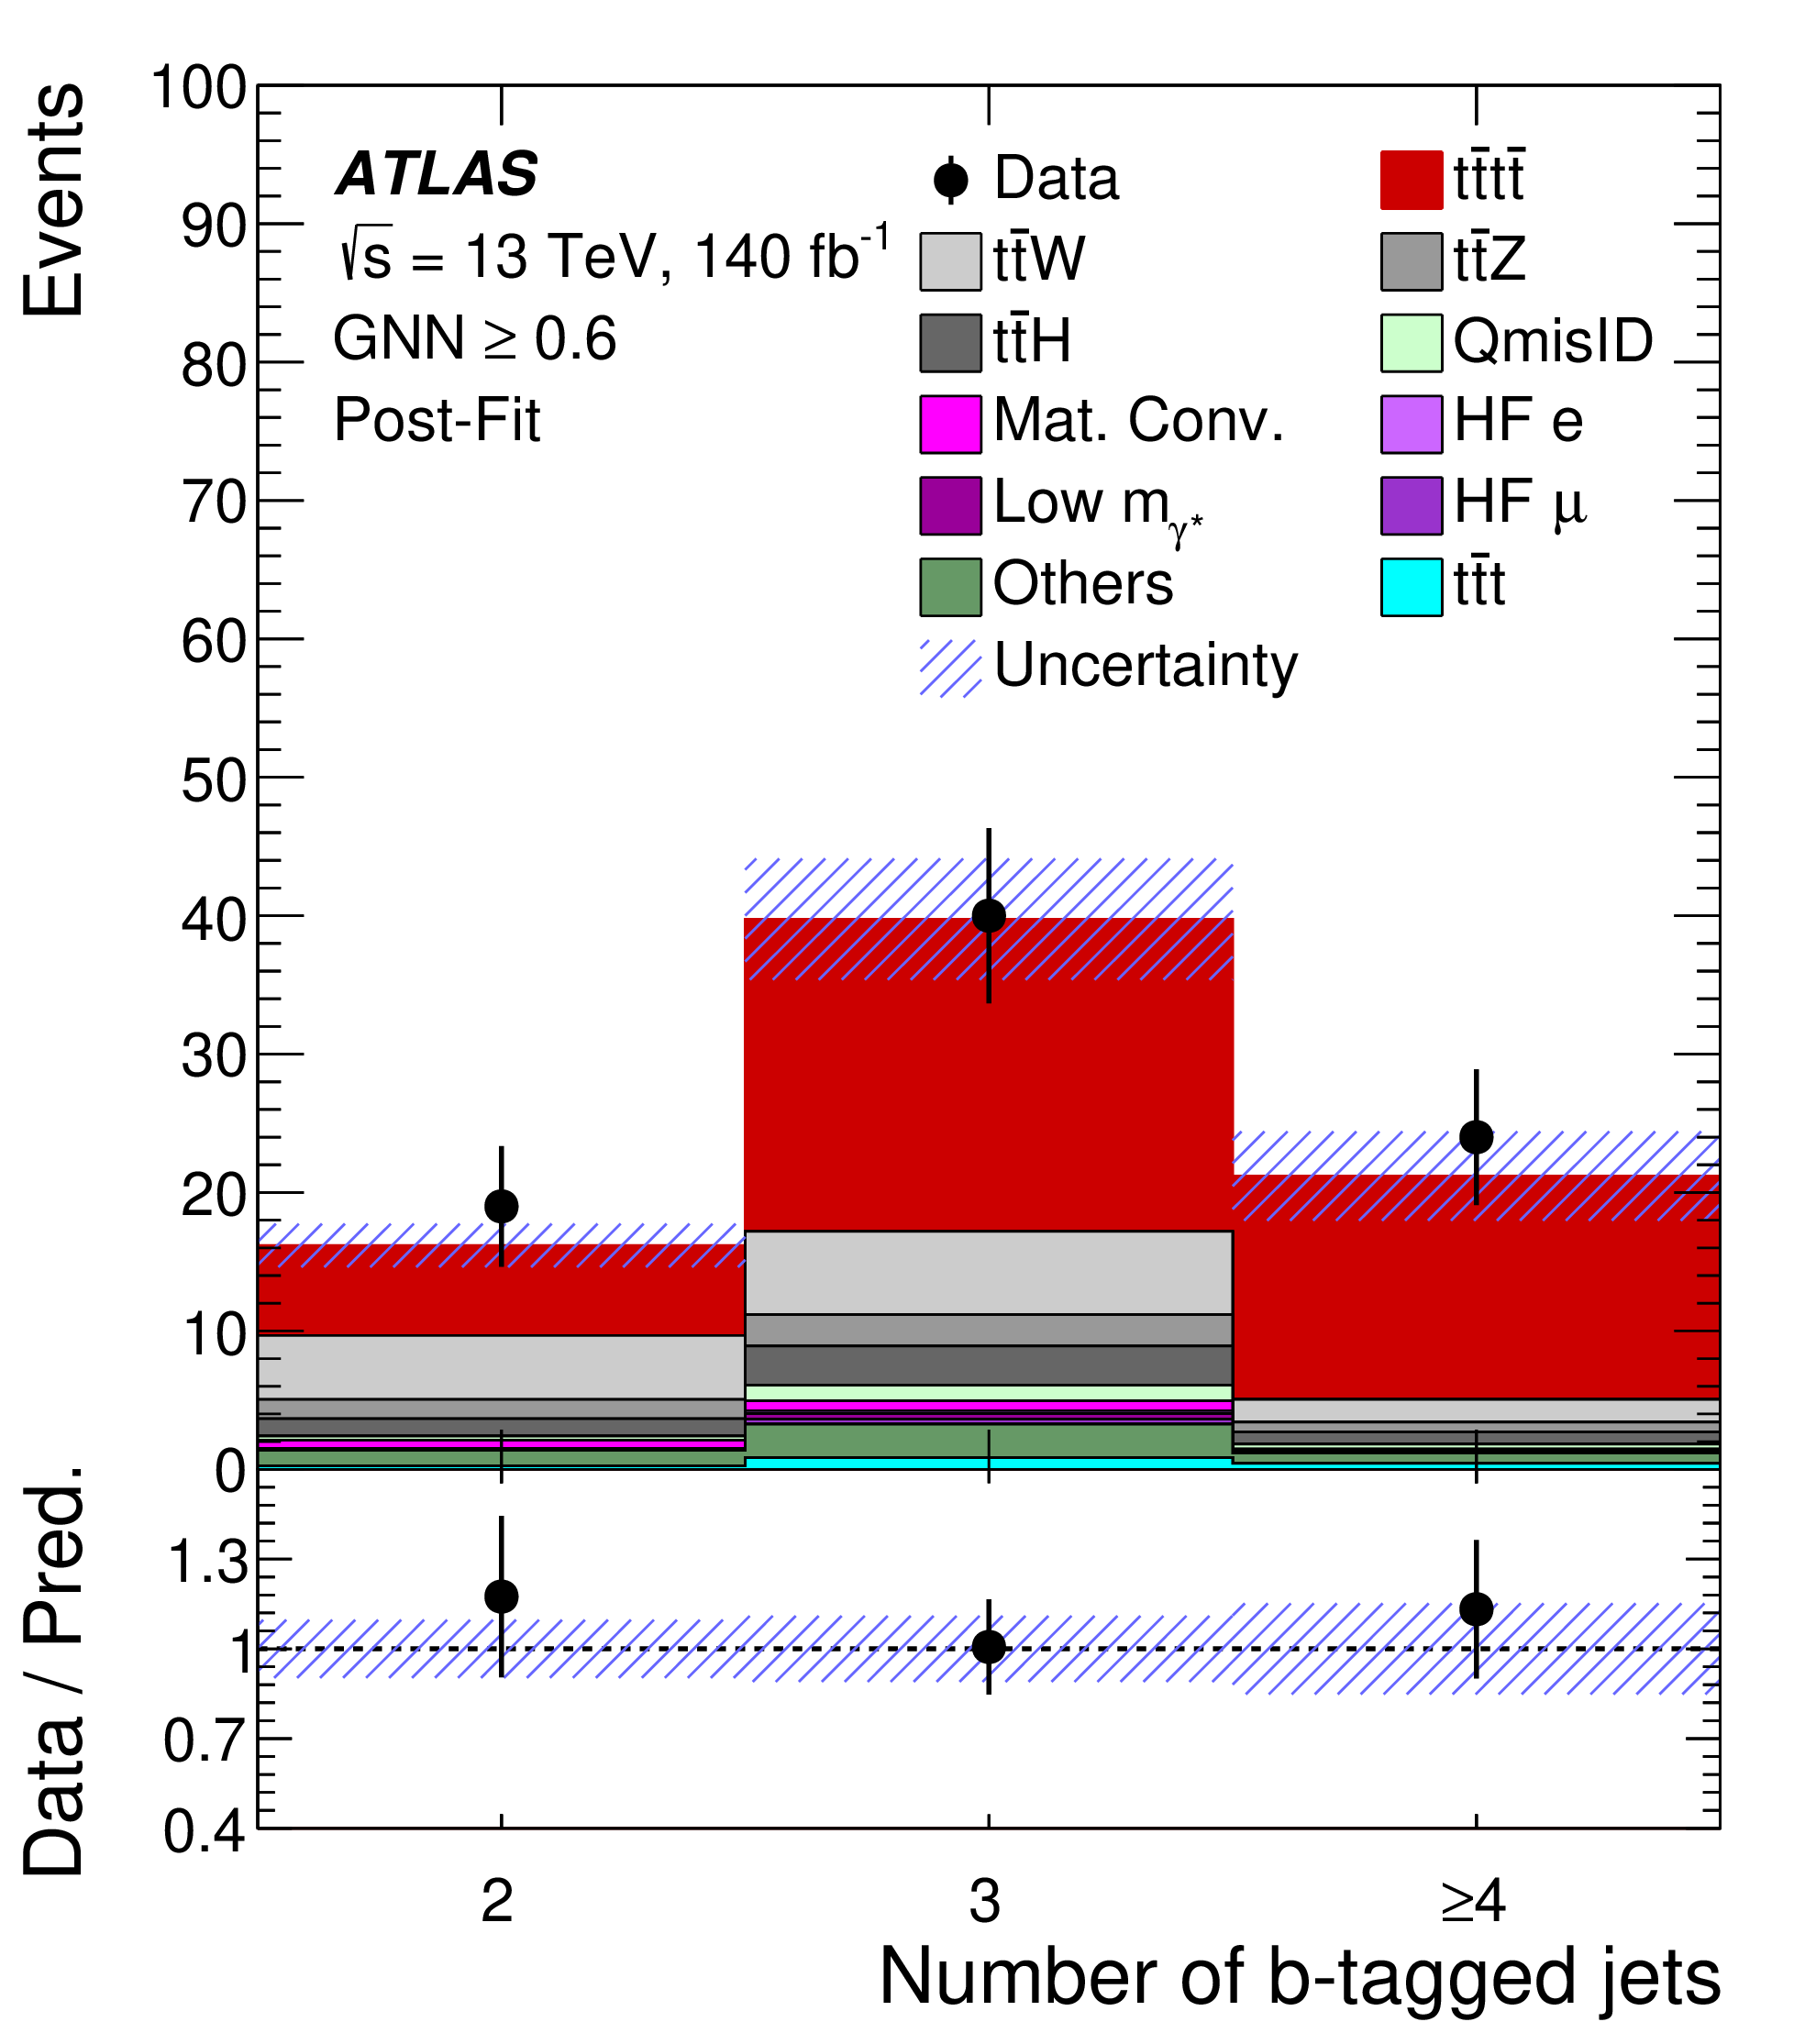 Events
100
90
80
70
60
50
40
30
20
10
0
ATLAS
√s = 13 TeV, 140 fb⁻¹
GNN ≥ 0.6
Post-Fit
Data
tt̄tt̄
tt̄W
tt̄Z
tt̄H
QmisID
Mat. Conv.
HF e
Low mγ*
HF μ
Others
tt̄t
Uncertainty
Data / Pred.
1.3
1
0.7
0.4
2
3
≥4
Number of b-tagged jets